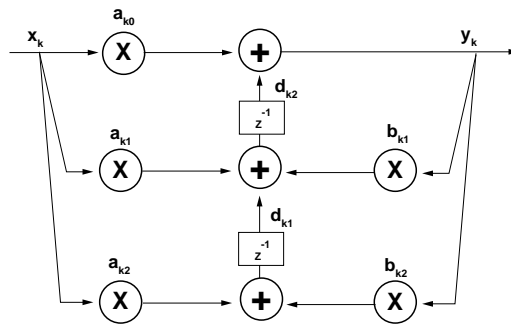 a_k0
x_k
y_k
X
+
d_k2
z^-1
a_k1
b_k1
X
+
X
d_k1
z^-1
a_k2
b_k2
X
+
X